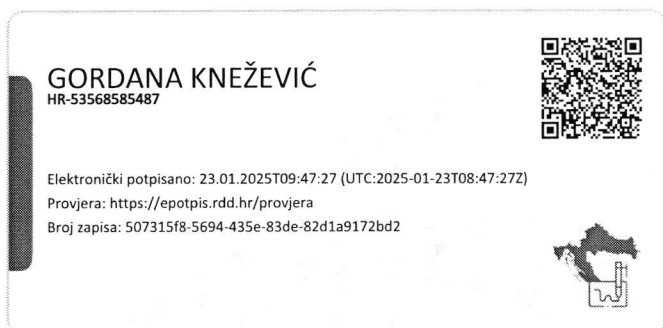 GORDANA KNEŽEVIĆ
HR-53568585487
Elektronički potpisano: 23.01.2025T09:47:27 (UTC:2025-01-23T08:47:27Z)
Provjera: https://epotpis.rdd.hr/provjera
Broj zapisa: 507315f8-5694-435e-83de-82d1a9172bd2